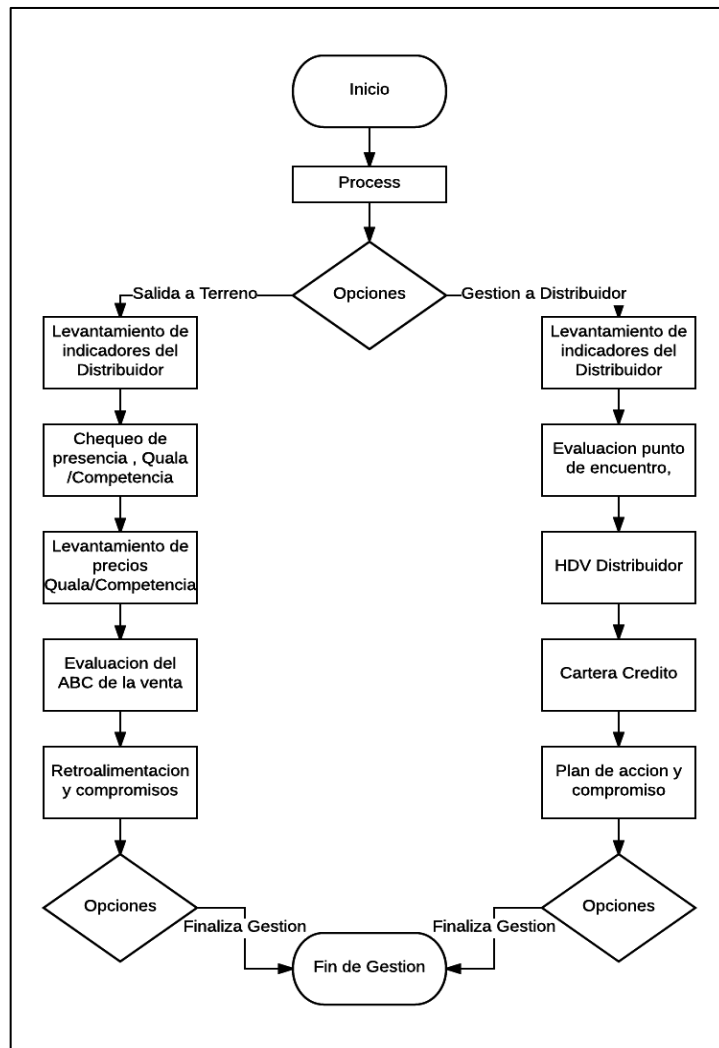 Inicio
Process
Opciones
Salida a Terreno
Gestion a Distribuidor
Levantamiento de
indicadores del
Distribuidor
Chequeo de
presencia , Quala
/Competencia
Levantamiento de
precios
Quala/Competencia
Evaluacion del
ABC de la venta
Retroalimentacion
y compromisos
Opciones
Finaliza Gestion
Levantamiento de
indicadores del
Distribuidor
Evaluacion punto
de encuentro,
HDV Distribuidor
Cartera Credito
Plan de accion y
compromiso
Opciones
Finaliza Gestion
Fin de Gestion